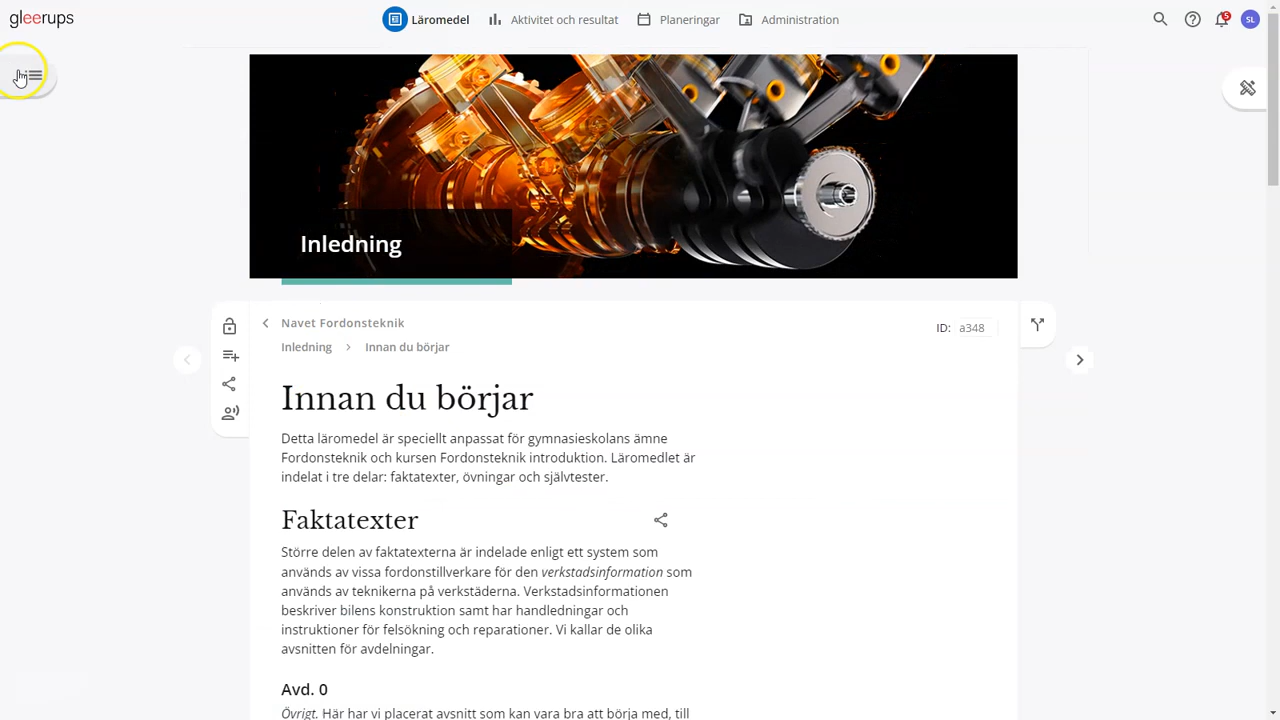 gleerups
Läromedel
Aktivitet och resultat
Planeringar
Administration
5
SL
Inledning
Navet Fordonsteknik
ID: a348
Inledning > Innan du börjar
Innan du börjar
Detta läromedel är speciellt anpassat för gymnasieskolans ämne
Fordonsteknik och kursen Fordonsteknik introduktion. Läromedlet är
indelat i tre delar: faktatexter, övningar och självtester.
Faktatexter
Större delen av faktatexterna är indelade enligt ett system som
används av vissa fordonstillverkare för den verkstadsinformation som
används av teknikerna på verkstäderna. Verkstadsinformationen
beskriver bilens konstruktion samt har handledningar och
instruktioner för felsökning och reparationer. Vi kallar de olika
avsnitten för avdelningar.
Avd. 0
Övrigt. Här har vi placerat avsnitt som kan vara bra att börja med, till